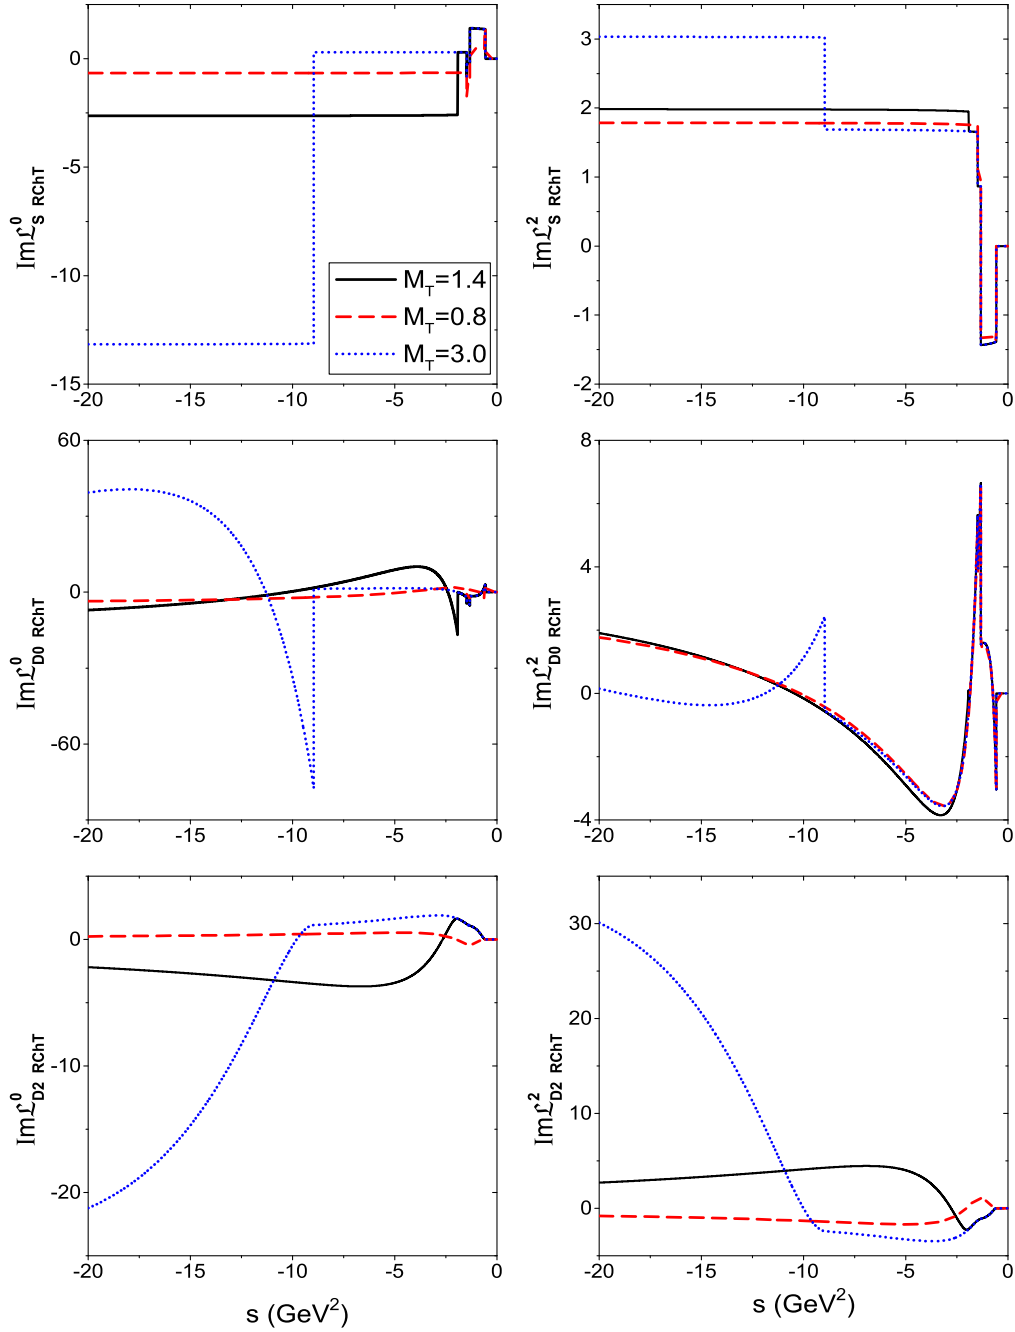 0
-5
-10
-15
-20 -15 -10 -5 0
Imℒ⁰S RChT
M_T=1.4
M_T=0.8
M_T=3.0
3
2
1
0
-1
-2
-20 -15 -10 -5 0
Imℒ²S RChT
60
0
-60
-20 -15 -10 -5 0
Imℒ⁰D0 RChT
8
4
0
-4
-20 -15 -10 -5 0
Imℒ²D0 RChT
0
-10
-20
-20 -15 -10 -5 0
Imℒ⁰D2 RChT
s (GeV²)
30
20
10
0
-20 -15 -10 -5 0
Imℒ²D2 RChT
s (GeV²)